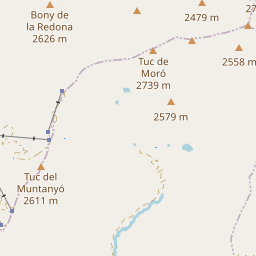 Bony de
la Redona
2626 m
2479 m
2558 m
Tuc de
Moró
2739 m
2579 m
Tuc del
Muntanyó
2611 m